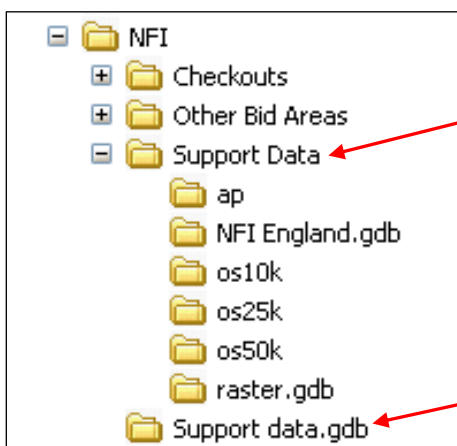 NFI
Checkouts
Other Bid Areas
Support Data
ap
NFI England.gdb
os10k
os25k
os50k
raster.gdb
Support data.gdb